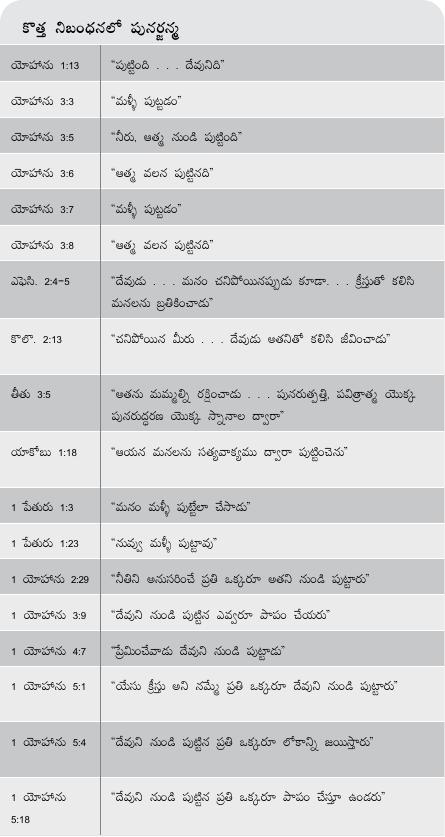 కొత్త నిబంధనలో పునర్జన్మ
యోహాను 1:13 "పుట్టింది . . . దేవునిది"
యోహాను 3:3 "మళ్ళీ పుట్టడం"
యోహాను 3:5 "నీరు, ఆత్మ నుండి పుట్టింది"
యోహాను 3:6 "ఆత్మ వలన పుట్టినది"
యోహాను 3:7 "మళ్ళీ పుట్టడం"
యోహాను 3:8 "ఆత్మ వలన పుట్టినది"
ఎఫెసి. 2:4–5 "దేవుడు . . . మనం చనిపోయినప్పుడు కూడా. . . క్రీస్తుతో కలిసి
మనలను బ్రతికించాడు"
కొలొ. 2:13 "చనిపోయిన మీరు . . . దేవుడు అతనితో కలిసి జీవించాడు"
తీతు 3:5 "అతను మమ్మల్ని రక్షించాడు . . . పునరుత్పత్తి, పవిత్రాత్మ యొక్క
పునరుద్ధరణ యొక్క స్నానాల ద్వారా"
యాకోబు 1:18 "ఆయన మనలను సత్యవాక్యము ద్వారా పుట్టించెను"
1 పేతురు 1:3 "మనం మళ్ళీ పుట్టేలా చేసాడు"
1 పేతురు 1:23 "నువ్వు మళ్ళీ పుట్టావు"
1 యోహాను 2:29 "నీతిని అనుసరించే ప్రతి ఒక్కరూ అతని నుండి పుట్టారు"
1 యోహాను 3:9 "దేవుని నుండి పుట్టిన ఎవ్వరూ పాపం చేయరు"
1 యోహాను 4:7 "ప్రేమించేవాడు దేవుని నుండి పుట్టాడు"
1 యోహాను 5:1 "యేసు క్రీస్తు అని నమ్మే ప్రతి ఒక్కరూ దేవుని నుండి పుట్టారు"
1 యోహాను 5:4 "దేవుని నుండి పుట్టిన ప్రతి ఒక్కరూ లోకాన్ని జయిస్తారు"
1 యోహాను "దేవుని నుండి పుట్టిన ప్రతి ఒక్కరూ పాపం చేస్తూ ఉండరు"
5:18